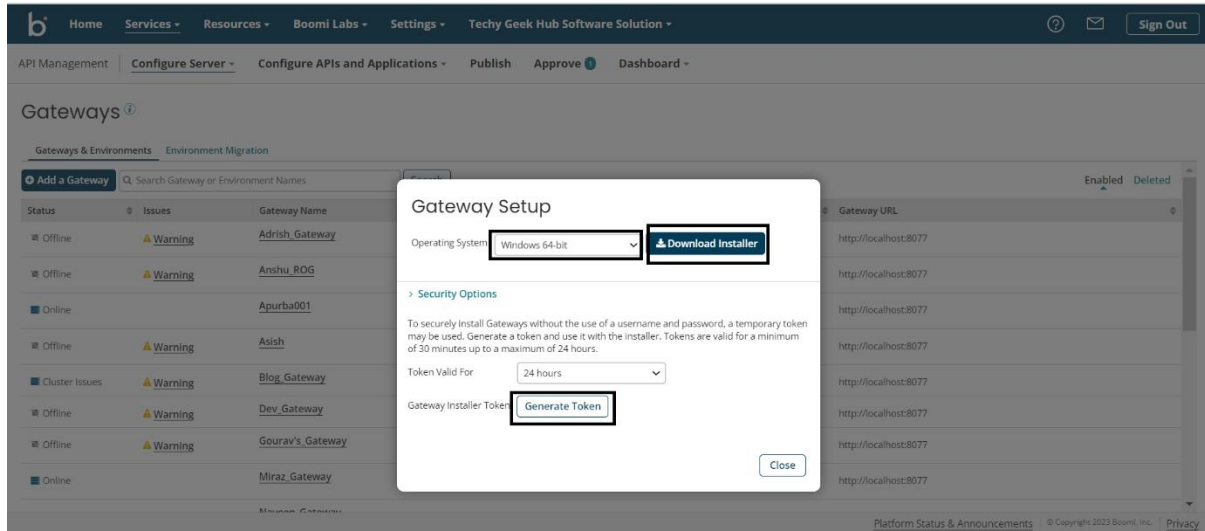 b Home Services Resources Boomi Labs Settings Techy Geek Hub Software Solution Sign Out
API Management Configure Server Configure APIs and Applications Publish Approve 1 Dashboard
Gateways
Gateways & Environments Environment Migration
Add a Gateway Search Gateway or Environment Names Search Enabled Deleted
Status Issues Gateway Name Gateway URL
Offline Warning Adrish_Gateway http://localhost:8077
Offline Warning Anshu_ROG http://localhost:8077
Online Apurba001
Offline Warning Asish http://localhost:8077
Cluster Issues Warning Blog_Gateway http://localhost:8077
Offline Warning Dev_Gateway http://localhost:8077
Offline Warning Gourav's_Gateway http://localhost:8077
Online Miraz_Gateway http://localhost:8077
Naveen_Gateway
Gateway Setup
Operating System Windows 64-bit Download Installer
> Security Options
To securely install Gateways without the use of a username and password, a temporary token
may be used. Generate a token and use it with the installer. Tokens are valid for a minimum
of 30 minutes up to a maximum of 24 hours.
Token Valid For 24 hours
Gateway Installer Token Generate Token
Close
Platform Status & Announcements © Copyright 2023 Boomi, Inc. Privacy